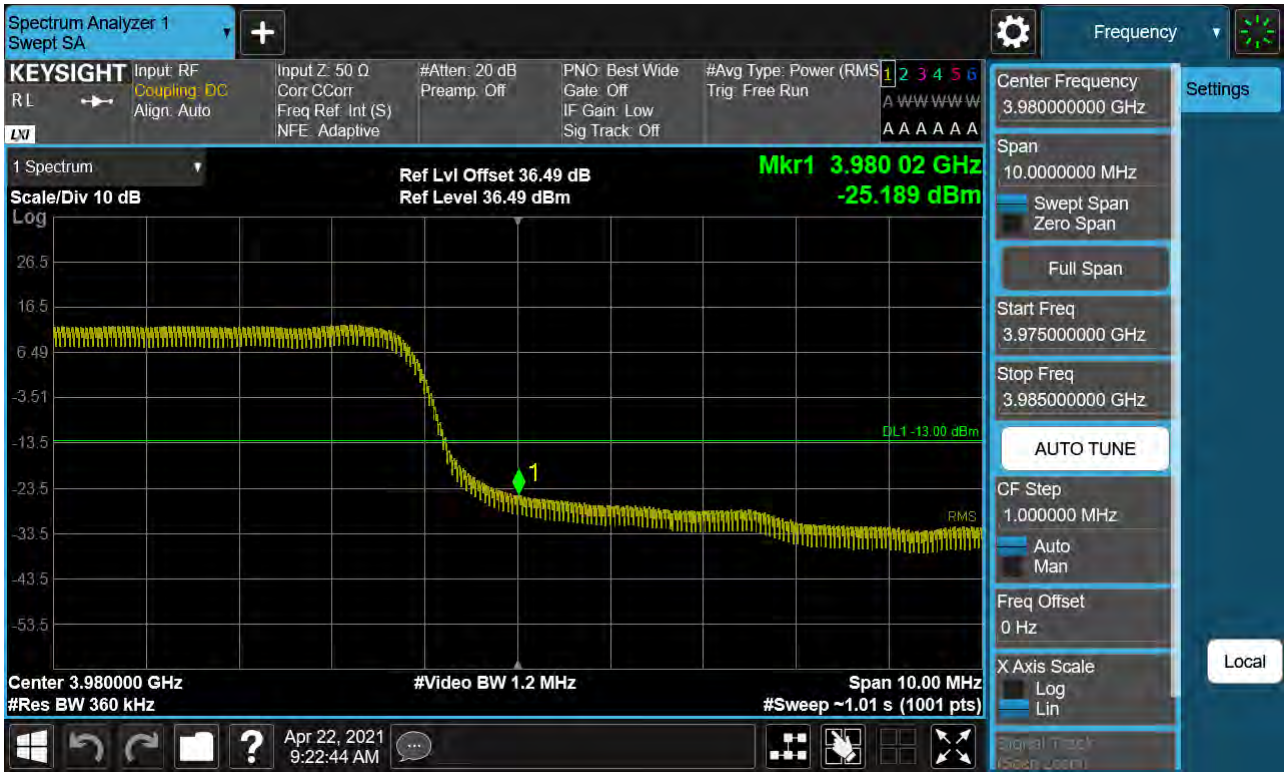 Spectrum Analyzer 1
Swept SA
+
Frequency
KEYSIGHT
RL
LXI
Input: RF
Coupling: DC
Align: Auto
Input Z: 50 Ω
Corr CCorr
Freq Ref: Int (S)
NFE: Adaptive
#Atten: 20 dB
Preamp: Off
PNO: Best Wide
Gate: Off
IF Gain: Low
Sig Track: Off
#Avg Type: Power (RMS
Trig: Free Run
1 2 3 4 5 6
A W W W W W
A A A A A A
1 Spectrum
Scale/Div 10 dB
Log
Ref Lvl Offset 36.49 dB
Ref Level 36.49 dBm
Mkr1 3.980 02 GHz
-25.189 dBm
26.5
16.5
6.49
-3.51
-13.5
-23.5
-33.5
-43.5
-53.5
DL1 -13.00 dBm
1
RMS
Center 3.980000 GHz
#Res BW 360 kHz
#Video BW 1.2 MHz
Span 10.00 MHz
#Sweep ~1.01 s (1001 pts)
Center Frequency
3.980000000 GHz
Span
10.0000000 MHz
Swept Span
Zero Span
Full Span
Start Freq
3.975000000 GHz
Stop Freq
3.985000000 GHz
AUTO TUNE
CF Step
1.000000 MHz
Auto
Man
Freq Offset
0 Hz
X Axis Scale
Log
Lin
Signal Track
(Span Zoom)
Settings
Local
?
Apr 22, 2021
9:22:44 AM